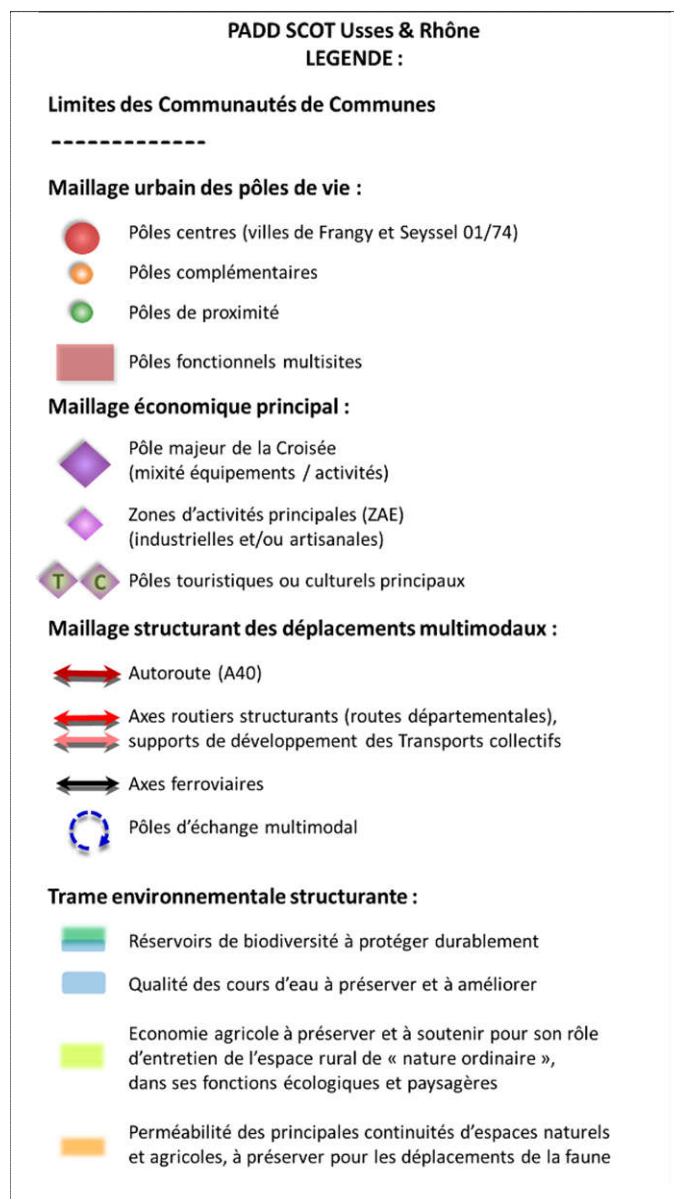 PADD SCOT Usses & Rhône
LEGENDE :
Limites des Communautés de Communes
Maillage urbain des pôles de vie :
Pôles centres (villes de Frangy et Seyssel 01/74)
Pôles complémentaires
Pôles de proximité
Pôles fonctionnels multisites
Maillage économique principal :
Pôle majeur de la Croisée
(mixité équipements / activités)
Zones d'activités principales (ZAE)
(industrielles et/ou artisanales)
T C Pôles touristiques ou culturels principaux
Maillage structurant des déplacements multimodaux :
Autoroute (A40)
Axes routiers structurants (routes départementales),
supports de développement des Transports collectifs
Axes ferroviaires
Pôles d'échange multimodal
Trame environnementale structurante :
Réservoirs de biodiversité à protéger durablement
Qualité des cours d'eau à préserver et à améliorer
Economie agricole à préserver et à soutenir pour son rôle
d'entretien de l'espace rural de « nature ordinaire »,
dans ses fonctions écologiques et paysagères
Perméabilité des principales continuités d'espaces naturels
et agricoles, à préserver pour les déplacements de la faune